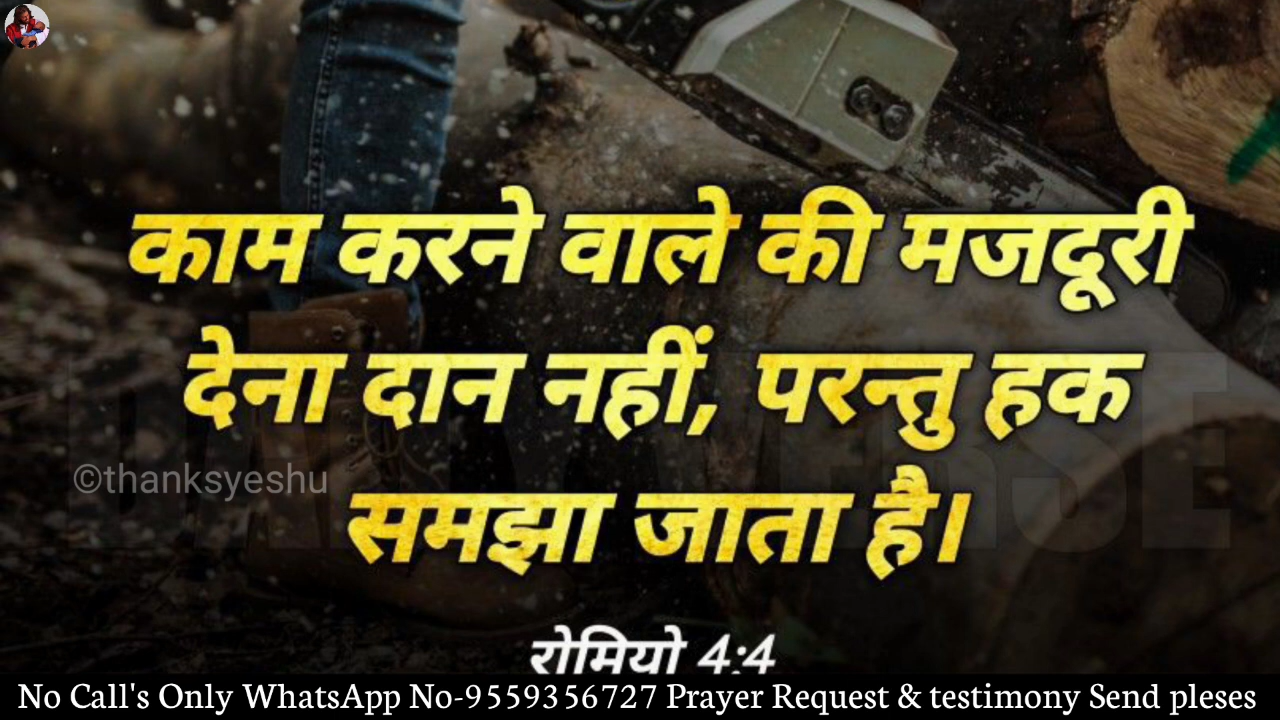 काम करने वाले की मजदूरी
देना दान नहीं, परन्तु हक
©thanksyeshu
समझा जाता है।
रोमियो 4:4
No Call's Only WhatsApp No-9559356727 Prayer Request & testimony Send pleses